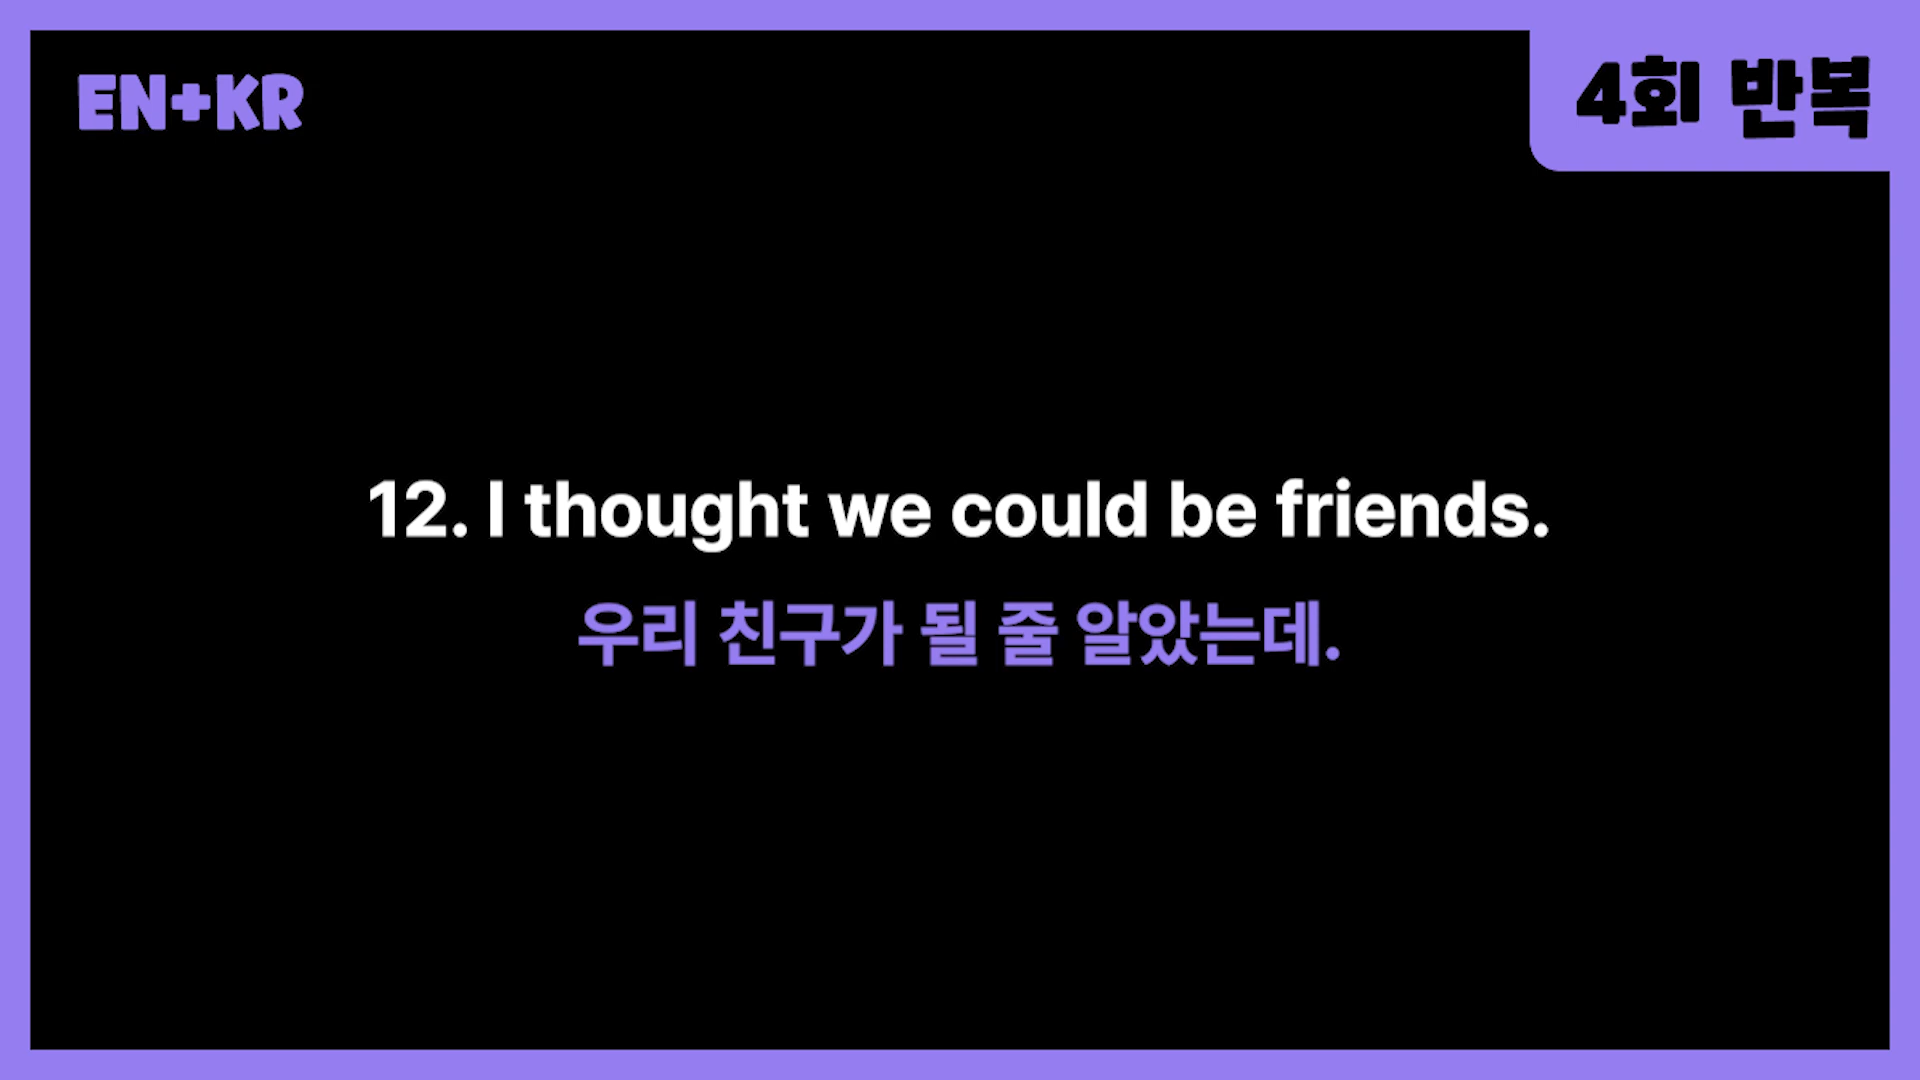 EN+KR
4회 반복
12. I thought we could be friends.
우리 친구가 될 줄 알았는데.